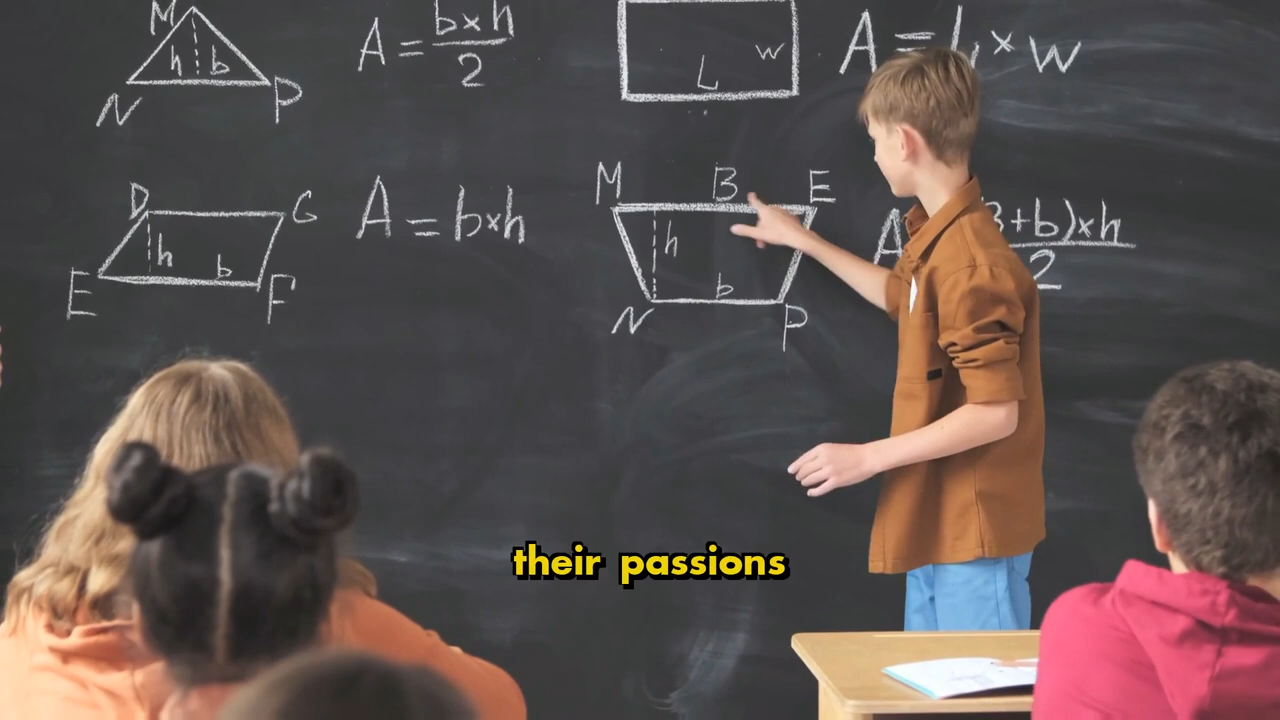 M
h b
N P
A = b×h
2
L w
A = L×w
D G
h b
E F
A = b×h
M B E
h
b
N P
A
B+b)×h
2
their passions